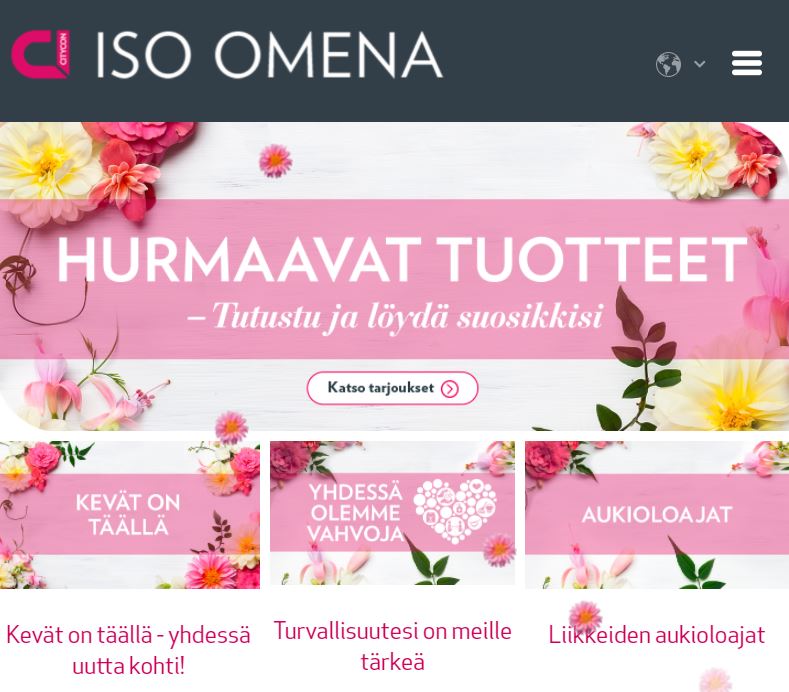 CITYCON
ISO OMENA
HURMAAVAT TUOTTEET
– Tutustu ja löydä suosikkisi
Katso tarjoukset
KEVÄT ON
TÄÄLLÄ
YHDESSÄ
OLEMME
VAHVOJA
AUKIOLOAJAT
Kevät on täällä - yhdessä
uutta kohti!
Turvallisuutesi on meille
tärkeä
Liikkeiden aukioloajat